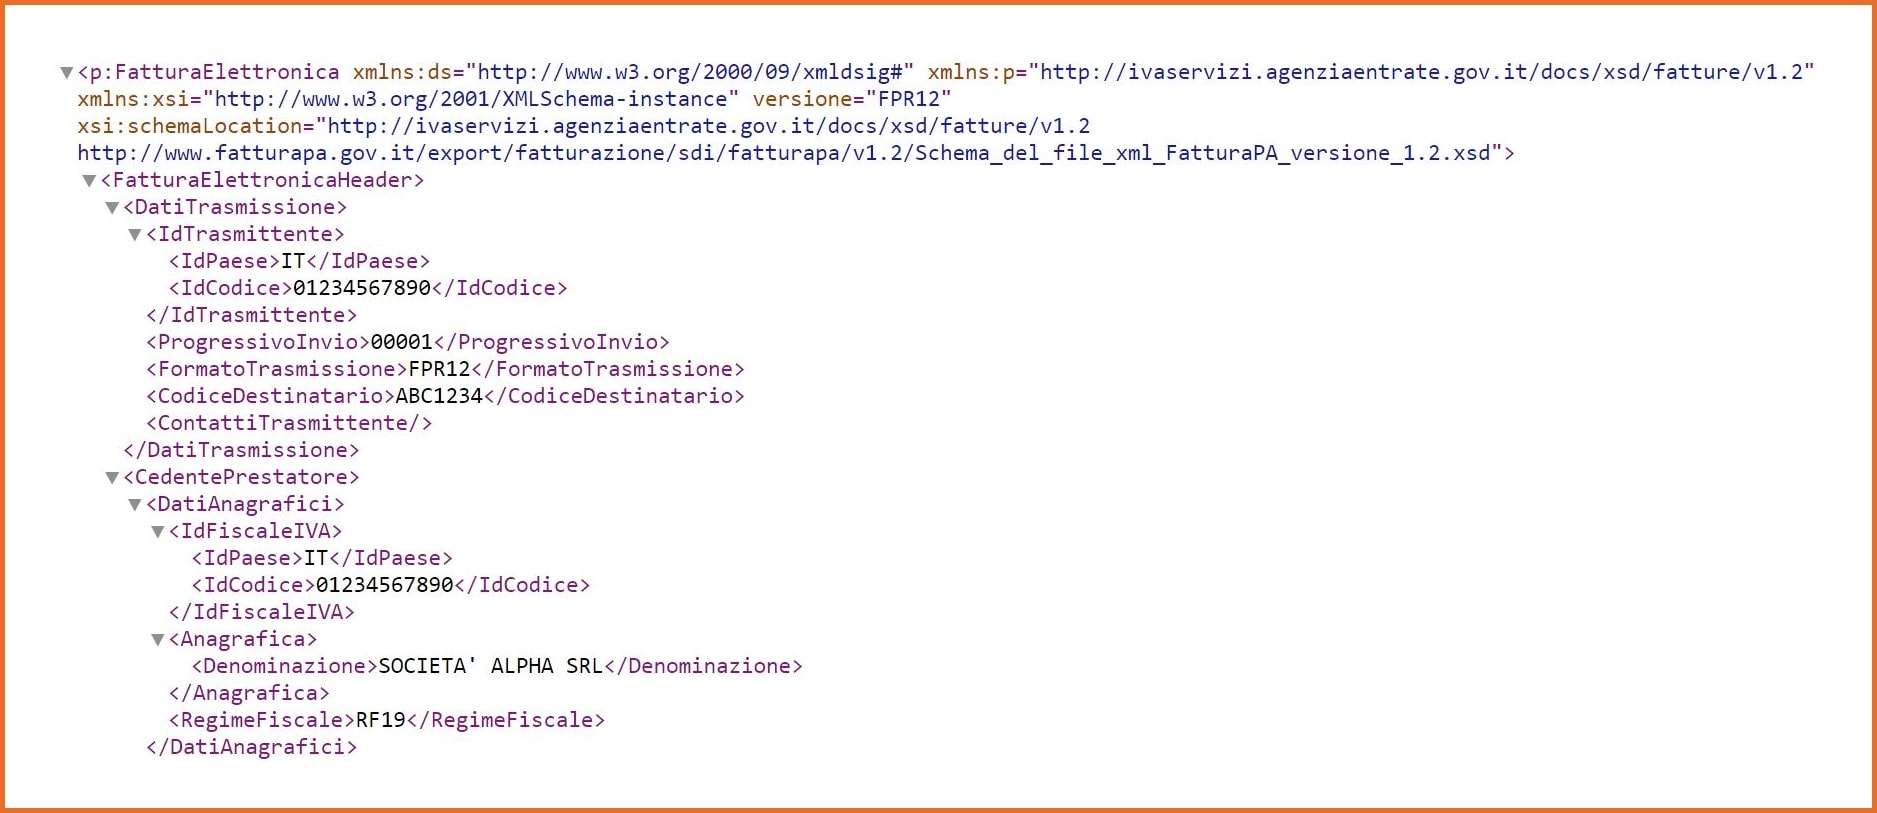 <p:FatturaElettronica xmlns:ds="http://www.w3.org/2000/09/xmldsig#" xmlns:p="http://ivaservizi.agenziaentrate.gov.it/docs/xsd/fatture/v1.2"
xmlns:xsi="http://www.w3.org/2001/XMLSchema-instance" versione="FPR12"
xsi:schemaLocation="http://ivaservizi.agenziaentrate.gov.it/docs/xsd/fatture/v1.2
http://www.fatturapa.gov.it/export/fatturazione/sdi/fatturapa/v1.2/Schema_del_file_xml_FatturaPA_versione_1.2.xsd">
<FatturaElettronicaHeader>
<DatiTrasmissione>
<IdTrasmittente>
<IdPaese>IT</IdPaese>
<IdCodice>01234567890</IdCodice>
</IdTrasmittente>
<ProgressivoInvio>00001</ProgressivoInvio>
<FormatoTrasmissione>FPR12</FormatoTrasmissione>
<CodiceDestinatario>ABC1234</CodiceDestinatario>
<ContattiTrasmittente/>
</DatiTrasmissione>
<CedentePrestatore>
<DatiAnagrafici>
<IdFiscaleIVA>
<IdPaese>IT</IdPaese>
<IdCodice>01234567890</IdCodice>
</IdFiscaleIVA>
<Anagrafica>
<Denominazione>SOCIETA' ALPHA SRL</Denominazione>
</Anagrafica>
<RegimeFiscale>RF19</RegimeFiscale>
</DatiAnagrafici>